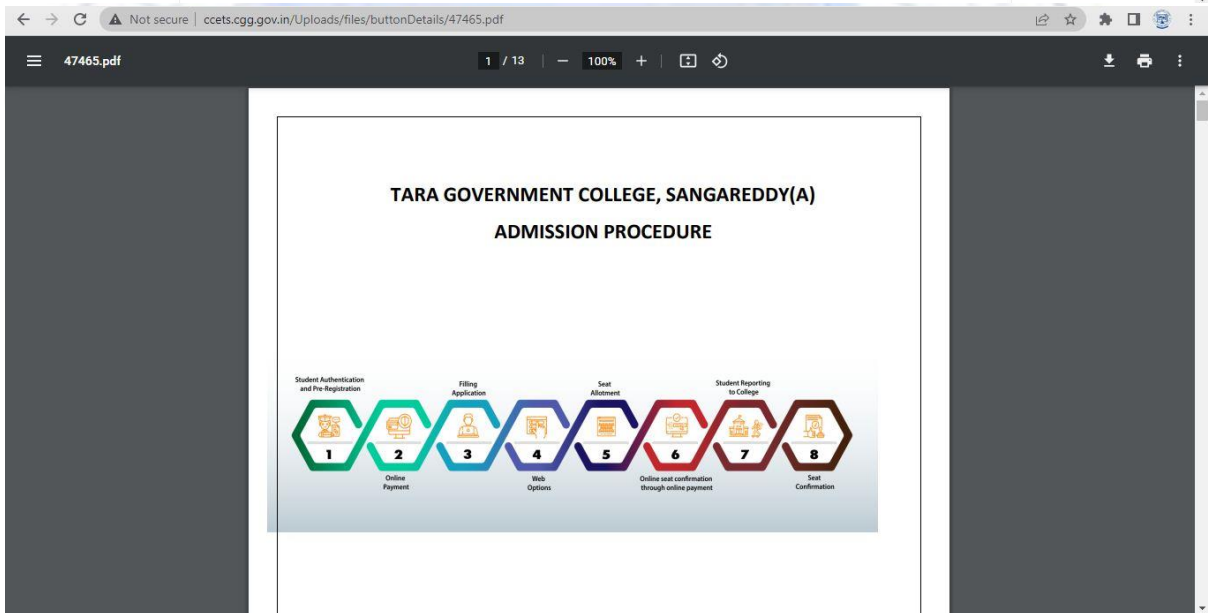 Not secure | ccets.cgg.gov.in/Uploads/files/buttonDetails/47465.pdf
47465.pdf
1 / 13 | − 100% + |
TARA GOVERNMENT COLLEGE, SANGAREDDY(A)
ADMISSION PROCEDURE
Student Authentication
and Pre-Registration
Filling
Application
Seat
Allotment
Student Reporting
to College
1 2 3 4 5 6 7 8
Online
Payment
Web
Options
Online seat confirmation
through online payment
Seat
Confirmation